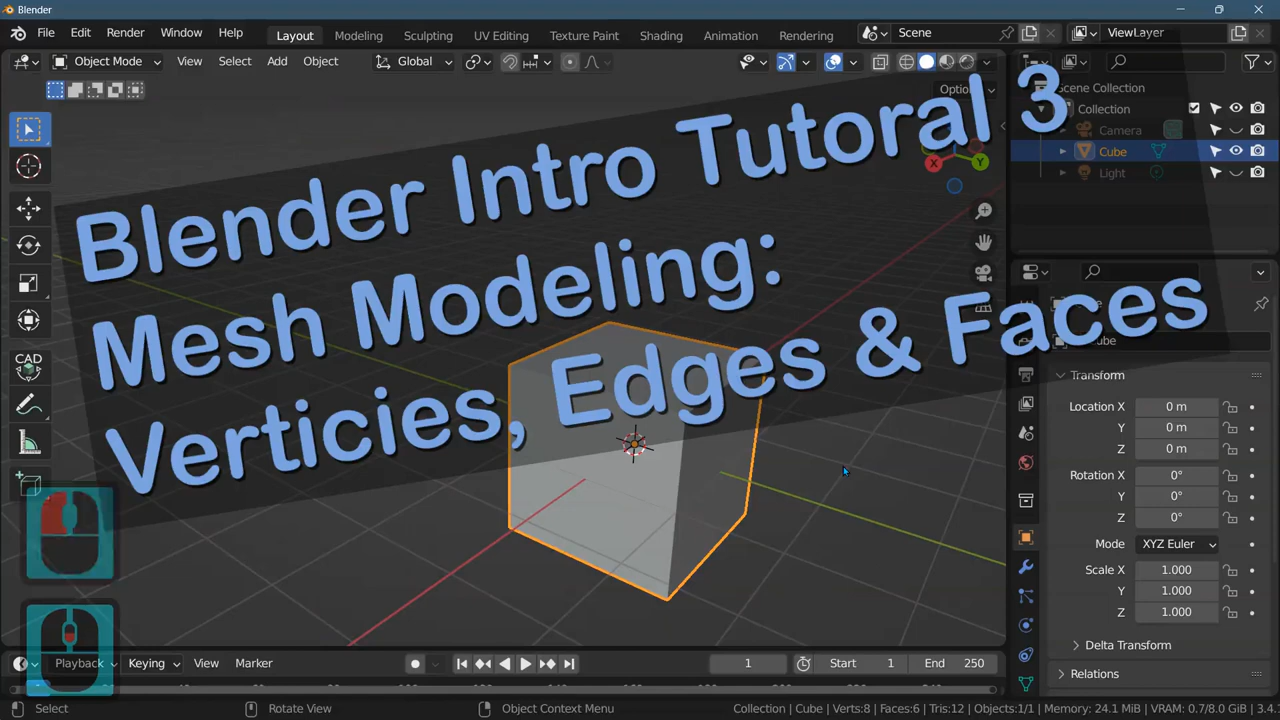 Blender
File Edit Render Window Help Layout Modeling Sculpting UV Editing Texture Paint Shading Animation Rendering Scene ViewLayer
Object Mode View Select Add Object Global
Options
Scene Collection
Collection
Camera
Cube
Light
Blender Intro Tutoral 3
Mesh Modeling:
Verticies, Edges & Faces
X
Y
CAD
Cube
Transform
Location X 0 m
Y 0 m
Z 0 m
Rotation X 0°
Y 0°
Z 0°
Mode XYZ Euler
Scale X 1.000
Y 1.000
Z 1.000
Delta Transform
Relations
Playback Keying View Marker 1 Start 1 End 250
Select Rotate View Object Context Menu Collection | Cube | Verts:8 | Faces:6 | Tris:12 | Objects:1/1 | Memory: 24.1 MiB | VRAM: 0.7/8.0 GiB | 3.4.